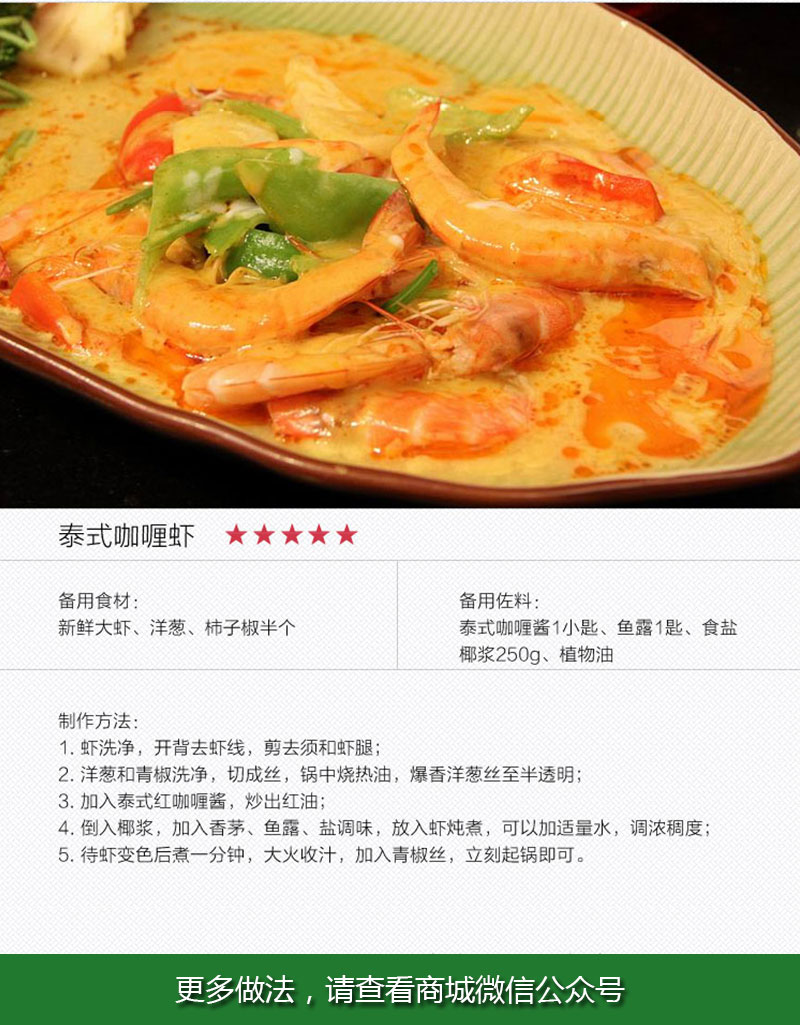 泰式咖喱虾 ★★★★★
备用食材:
新鲜大虾、洋葱、柿子椒半个
备用佐料:
泰式咖喱酱1小匙、鱼露1匙、食盐
椰浆250g、植物油
制作方法:
1. 虾洗净，开背去虾线，剪去须和虾腿；
2. 洋葱和青椒洗净，切成丝，锅中烧热油，爆香洋葱丝至半透明；
3. 加入泰式红咖喱酱，炒出红油；
4. 倒入椰浆，加入香茅、鱼露、盐调味，放入虾炖煮，可以加适量水，调浓稠度；
5. 待虾变色后煮一分钟，大火收汁，加入青椒丝，立刻起锅即可。
更多做法，请查看商城微信公众号